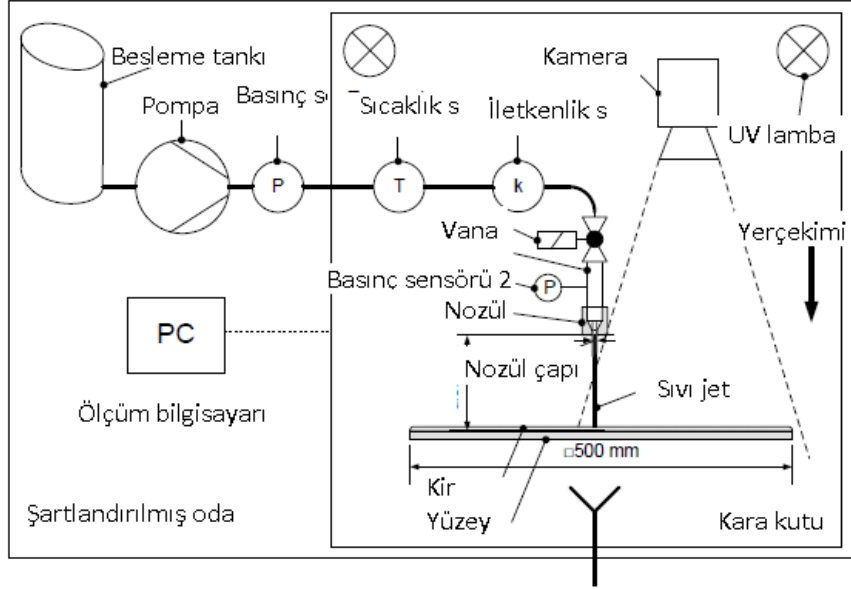 Besleme tankı
Kamera
Basınç
Sıcaklık s
İletkenlik s
Pompa
UV lamba
P
T
k
Vana
Yerçekimi
Basınç sensörü 2
P
Nozül
PC
Nozül çapı
Sıvı jet
Ölçüm bilgisayarı
□500 mm
Kir
Şartlandırılmış oda
Yüzey
Kara kutu